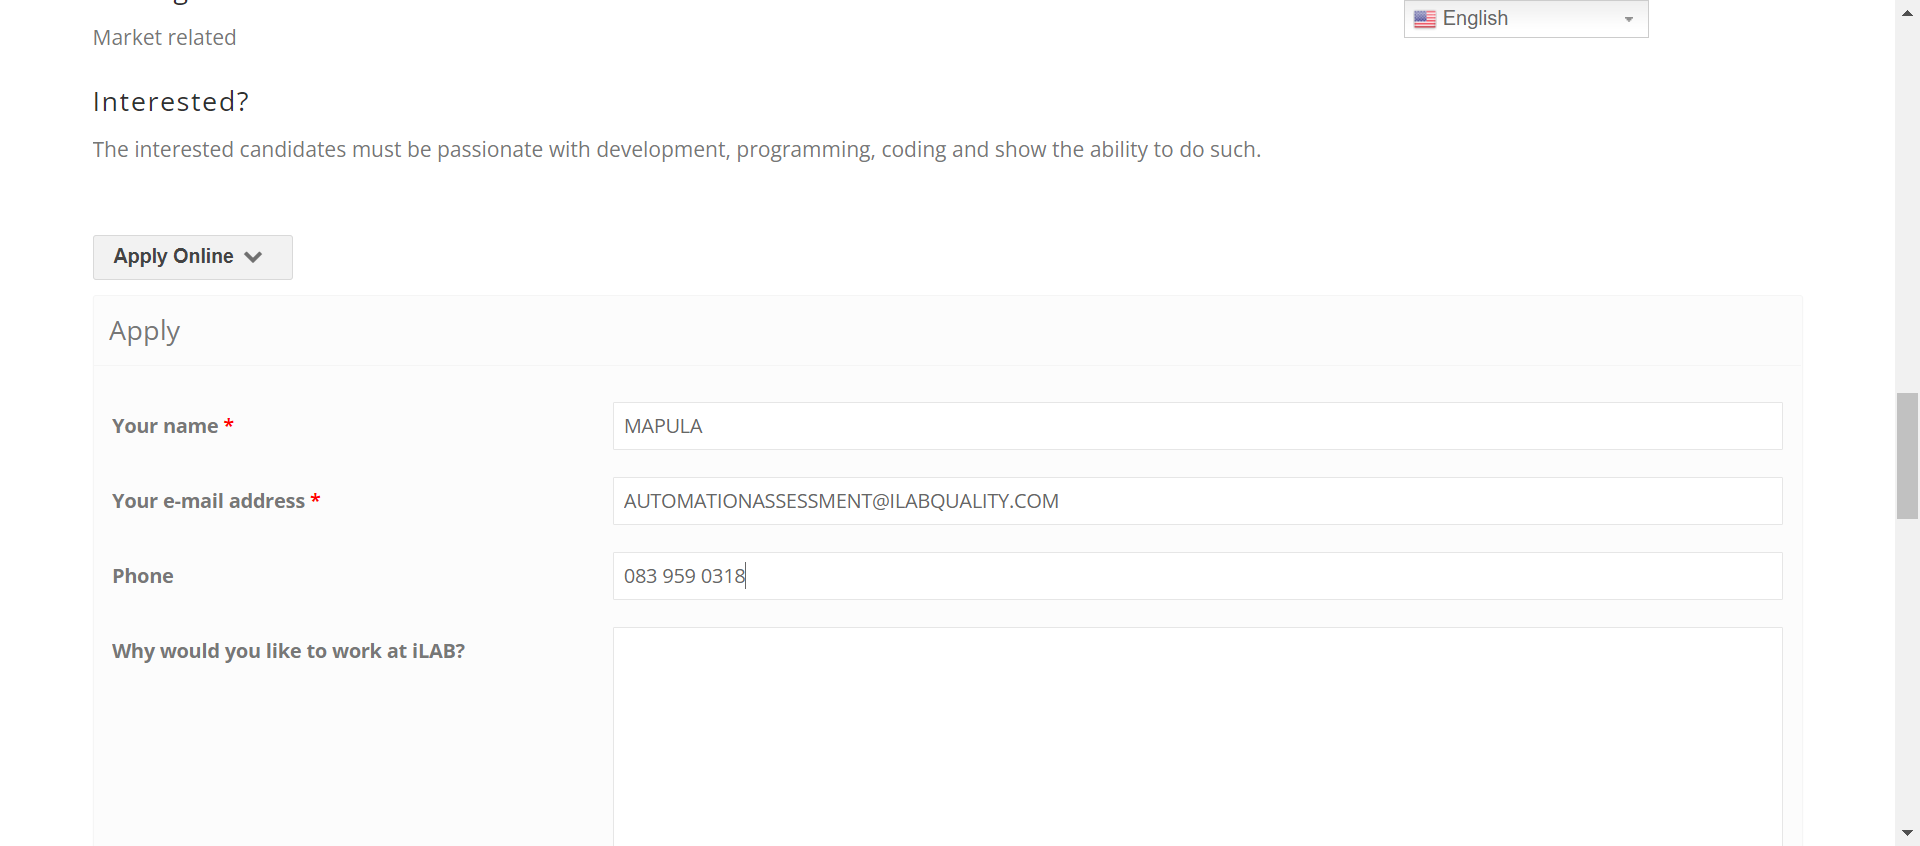 English
Market related
Interested?
The interested candidates must be passionate with development, programming, coding and show the ability to do such.
Apply Online
Apply
Your name *
MAPULA
Your e-mail address *
AUTOMATIONASSESSMENT@ILABQUALITY.COM
Phone
083 959 0318
Why would you like to work at iLAB?